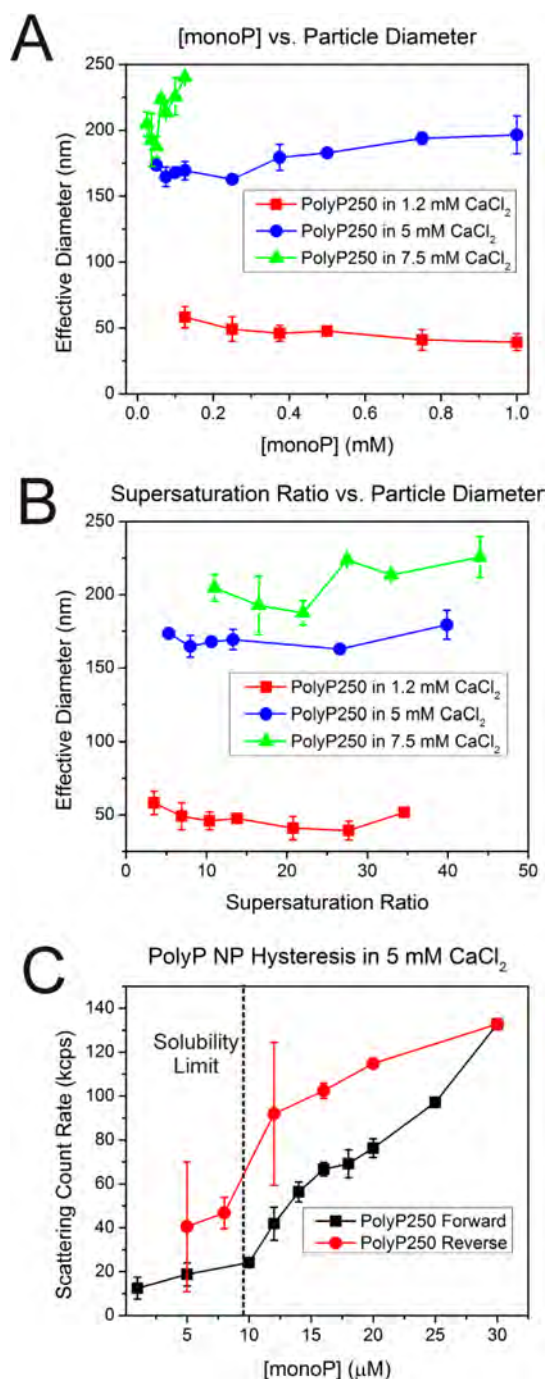 A
[monoP] vs. Particle Diameter
Effective Diameter (nm)
250
200
150
100
50
0
PolyP250 in 1.2 mM CaCl₂
PolyP250 in 5 mM CaCl₂
PolyP250 in 7.5 mM CaCl₂
0.0 0.2 0.4 0.6 0.8 1.0
[monoP] (mM)
B
Supersaturation Ratio vs. Particle Diameter
Effective Diameter (nm)
250
200
150
100
50
PolyP250 in 1.2 mM CaCl₂
PolyP250 in 5 mM CaCl₂
PolyP250 in 7.5 mM CaCl₂
0 10 20 30 40 50
Supersaturation Ratio
C
PolyP NP Hysteresis in 5 mM CaCl₂
Scattering Count Rate (kcps)
140
120
100
80
60
40
20
0
Solubility
Limit
PolyP250 Forward
PolyP250 Reverse
5 10 15 20 25 30
[monoP] (µM)